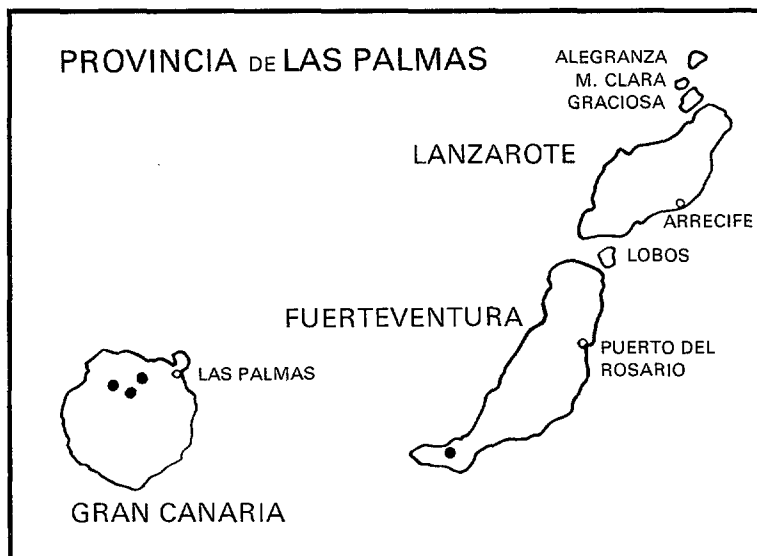 PROVINCIA DE LAS PALMAS
ALEGRANZA
M. CLARA
GRACIOSA
LANZAROTE
ARRECIFE
LOBOS
FUERTEVENTURA
PUERTO DEL
ROSARIO
LAS PALMAS
GRAN CANARIA